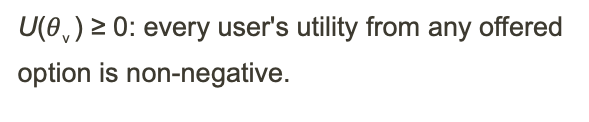 U(θᵥ) ≥ 0: every user's utility from any offered
option is non-negative.